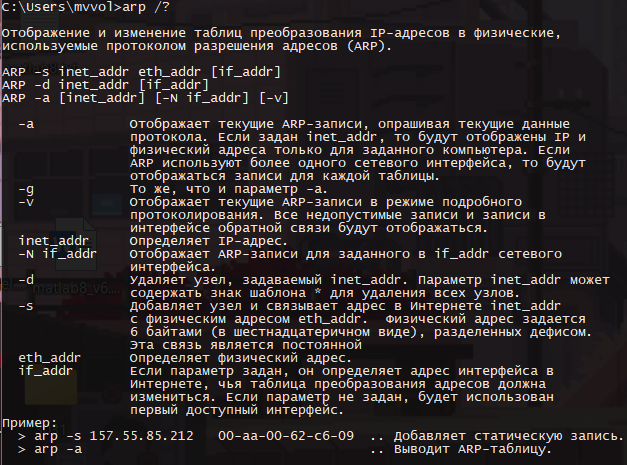 C:\Users\mvvol>arp /?
Отображение и изменение таблиц преобразования IP-адресов в физические,
используемые протоколом разрешения адресов (ARP).
ARP -s inet_addr eth_addr [if_addr]
ARP -d inet_addr [if_addr]
ARP -a [inet_addr] [-N if_addr] [-v]
-a Отображает текущие ARP-записи, опрашивая текущие данные
протокола. Если задан inet_addr, то будут отображены IP и
физический адреса только для заданного компьютера. Если
ARP используют более одного сетевого интерфейса, то будут
отображаться записи для каждой таблицы.
-g То же, что и параметр -a.
-v Отображает текущие ARP-записи в режиме подробного
протоколирования. Все недопустимые записи и записи в
интерфейсе обратной связи будут отображаться.
inet_addr Определяет IP-адрес.
-N if_addr Отображает ARP-записи для заданного в if_addr сетевого
интерфейса.
-d Удаляет узел, задаваемый inet_addr. Параметр inet_addr может
содержать знак шаблона * для удаления всех узлов.
-s Добавляет узел и связывает адрес в Интернете inet_addr
с физическим адресом eth_addr. Физический адрес задается
6 байтами (в шестнадцатеричном виде), разделенных дефисом.
Эта связь является постоянной
eth_addr Определяет физический адрес.
if_addr Если параметр задан, он определяет адрес интерфейса в
Интернете, чья таблица преобразования адресов должна
измениться. Если параметр не задан, будет использован
первый доступный интерфейс.
Пример:
> arp -s 157.55.85.212 00-aa-00-62-c6-09 .. Добавляет статическую запись.
> arp -a .. Выводит ARP-таблицу.